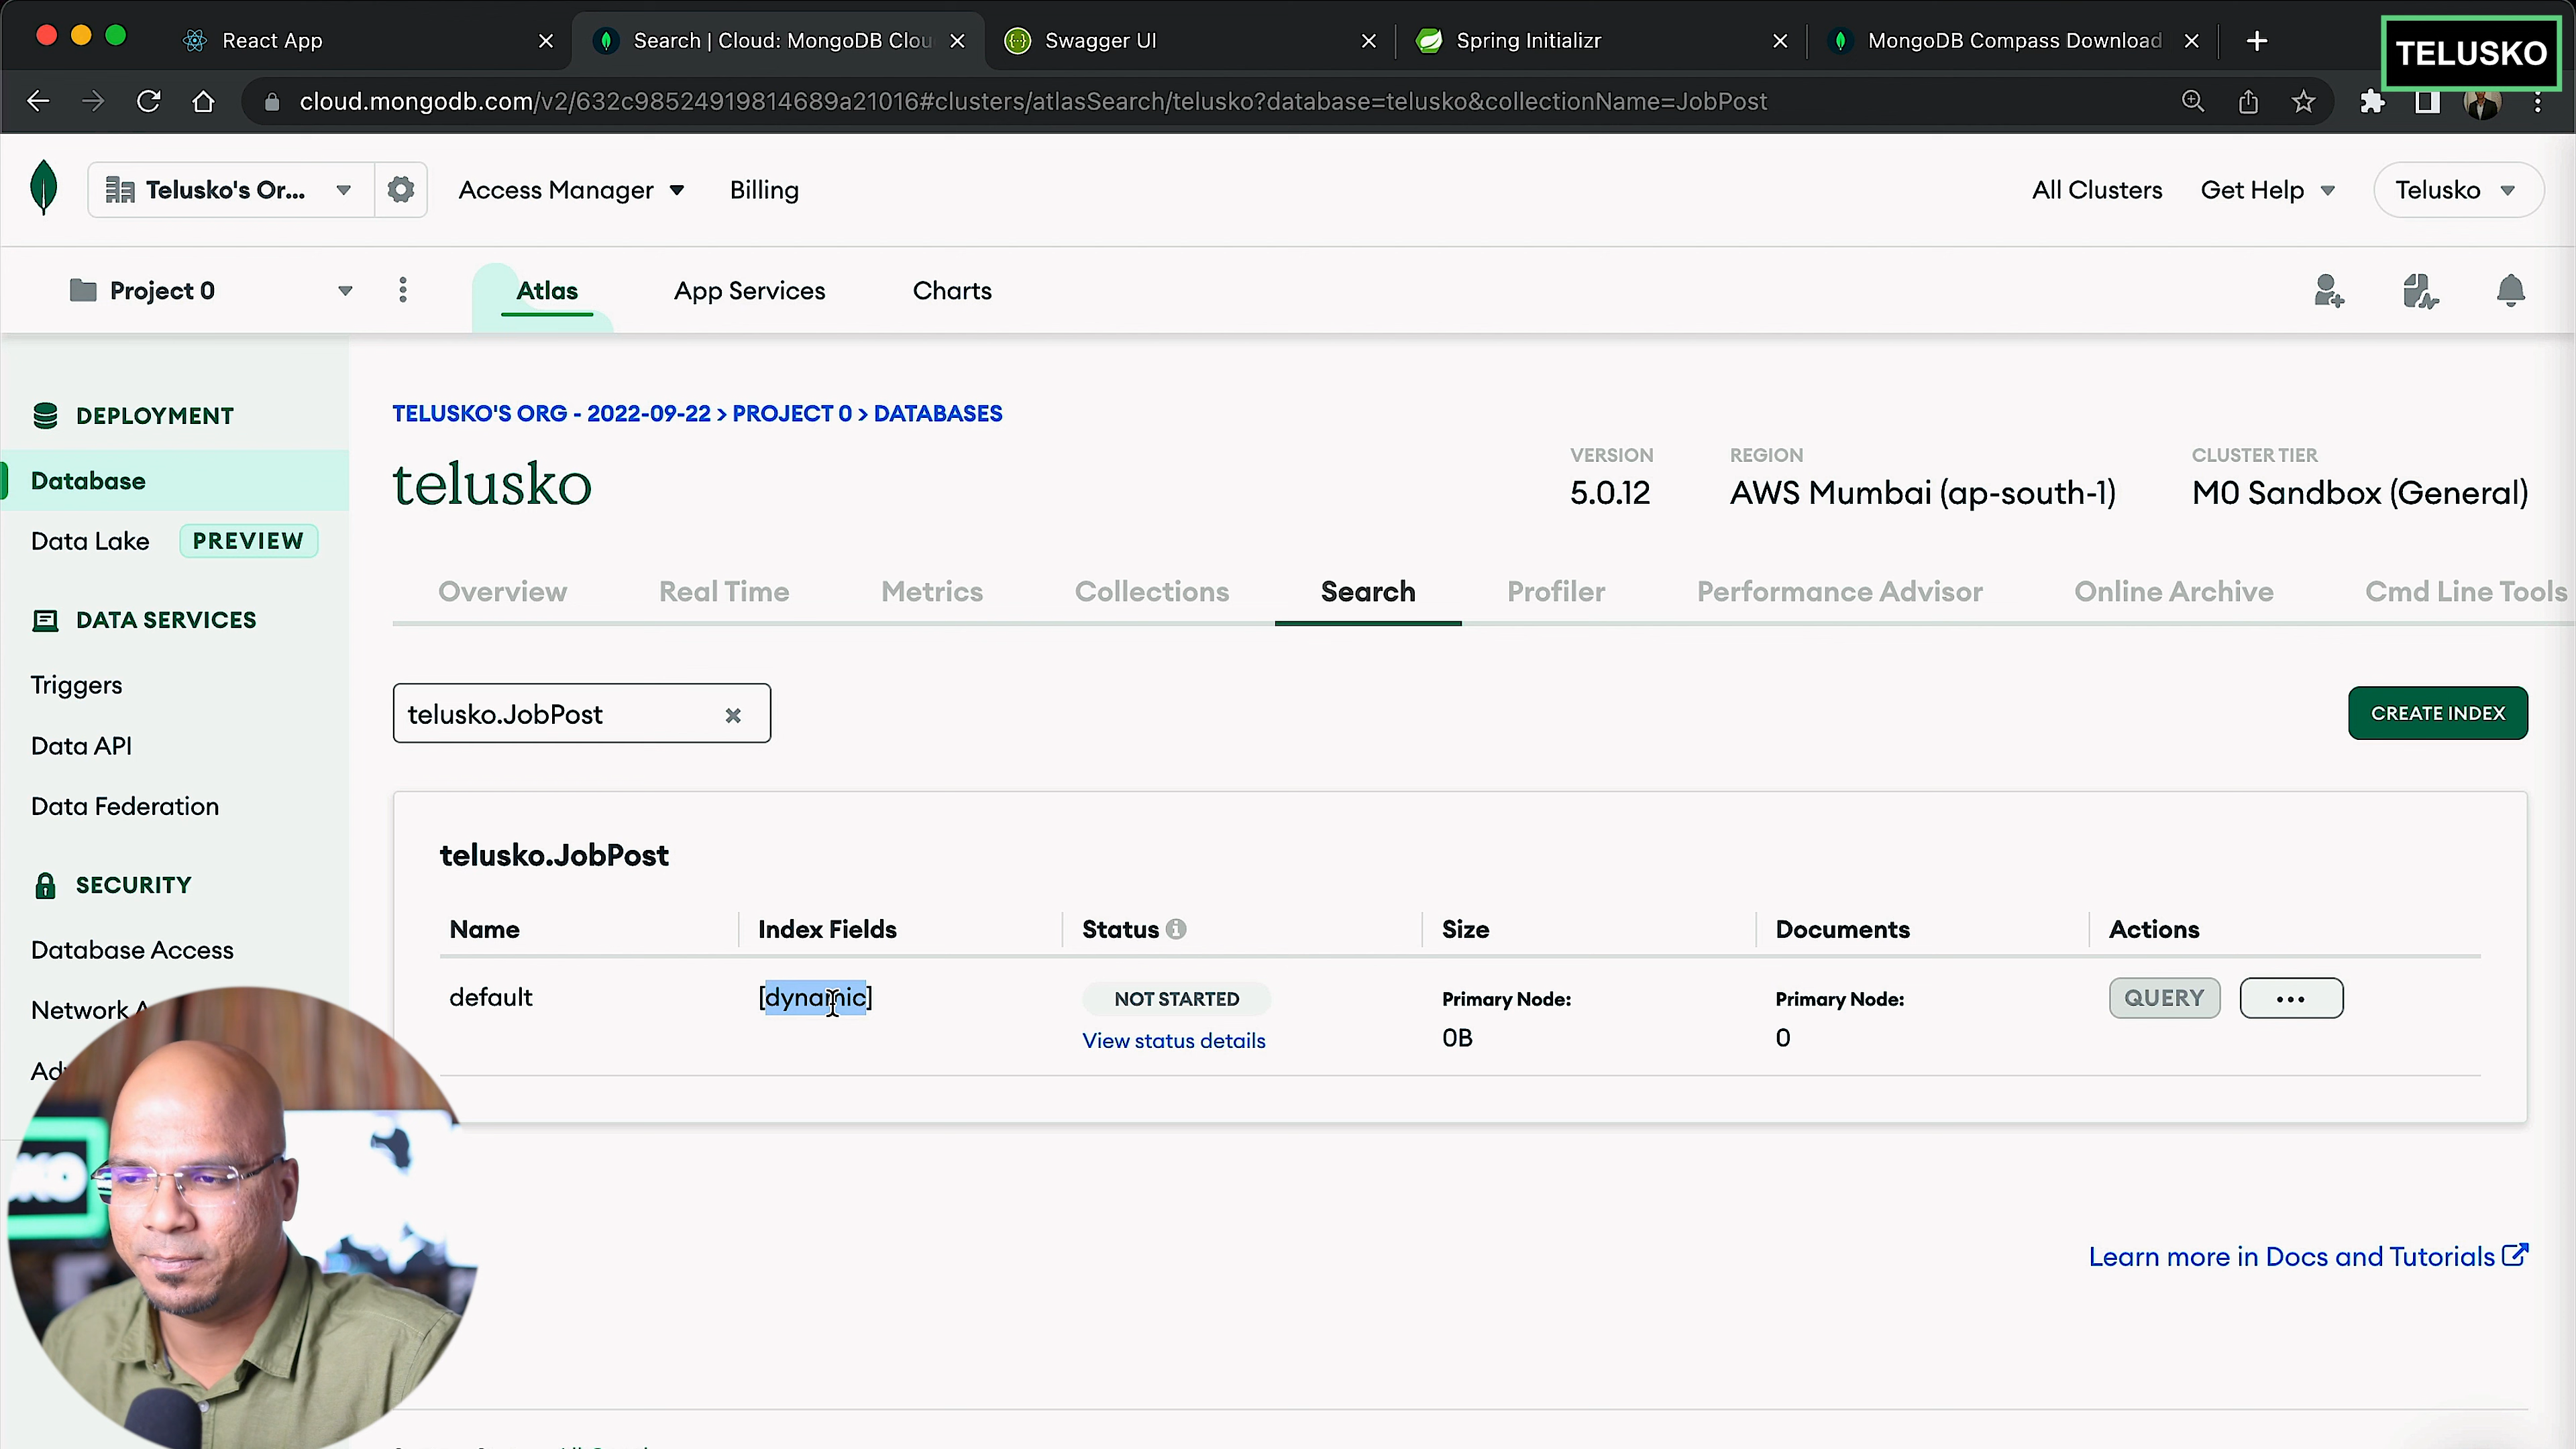 React App
Search | Cloud: MongoDB Clou
Swagger UI
Spring Initializr
MongoDB Compass Download
TELUSKO
cloud.mongodb.com/v2/632c98524919814689a21016#clusters/atlasSearch/telusko?database=telusko&collectionName=JobPost
Telusko's Or...
Access Manager
Billing
All Clusters
Get Help
Telusko
Project 0
Atlas
App Services
Charts
DEPLOYMENT
Database
Data Lake PREVIEW
DATA SERVICES
Triggers
Data API
Data Federation
SECURITY
Database Access
Network A
Ad
TELUSKO'S ORG - 2022-09-22 > PROJECT 0 > DATABASES
telusko
VERSION
5.0.12
REGION
AWS Mumbai (ap-south-1)
CLUSTER TIER
M0 Sandbox (General)
Overview Real Time Metrics Collections Search Profiler Performance Advisor Online Archive Cmd Line Tools
telusko.JobPost
CREATE INDEX
telusko.JobPost
Name Index Fields Status Size Documents Actions
default [dynamic] NOT STARTED Primary Node: Primary Node: QUERY ...
View status details 0B 0
Learn more in Docs and Tutorials